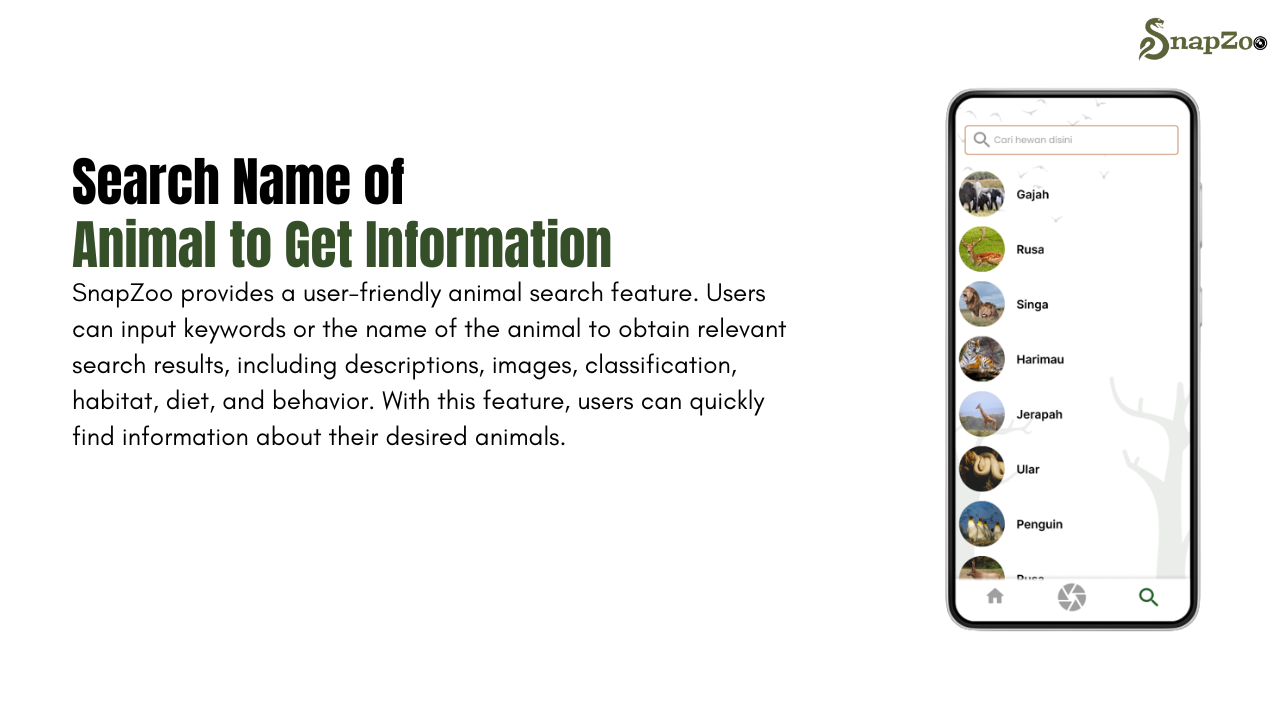 SnapZoo
Search Name of
Animal to Get Information
SnapZoo provides a user-friendly animal search feature. Users
can input keywords or the name of the animal to obtain relevant
search results, including descriptions, images, classification,
habitat, diet, and behavior. With this feature, users can quickly
find information about their desired animals.
Cari hewan disini
Gajah
Rusa
Singa
Harimau
Jerapah
Ular
Penguin
Rusa